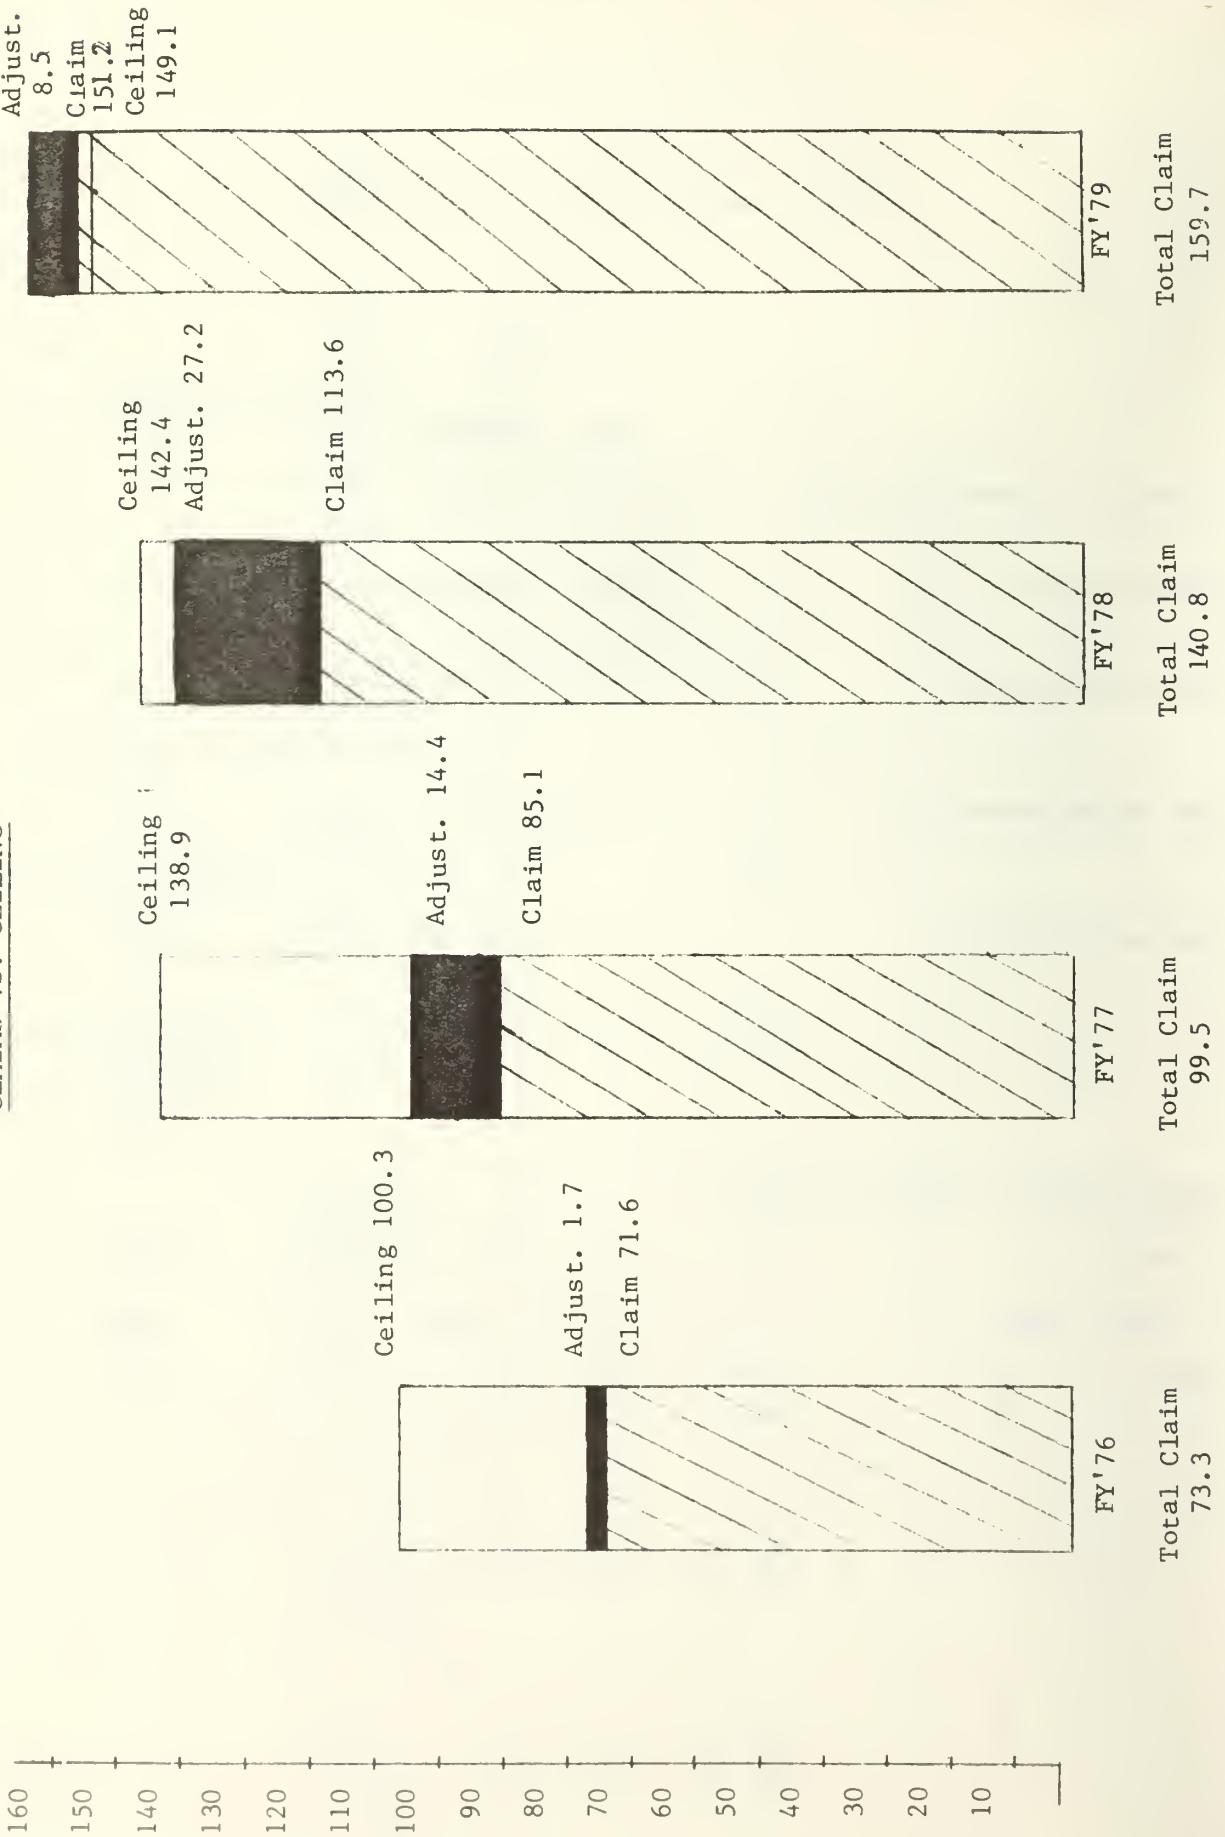 160
150
140
130
120
110
100
90
80
70
60
50
40
30
20
10
Ceiling 100.3
Adjust. 1.7
Claim 71.6
FY'76
Total Claim
73.3
Ceiling
138.9
Adjust. 14.4
Claim 85.1
FY'77
Total Claim
99.5
Ceiling
142.4
Adjust. 27.2
Claim 113.6
FY'78
Total Claim
140.8
Adjust.
8.5
Claim
151.2
Ceiling
149.1
FY'79
Total Claim
159.7